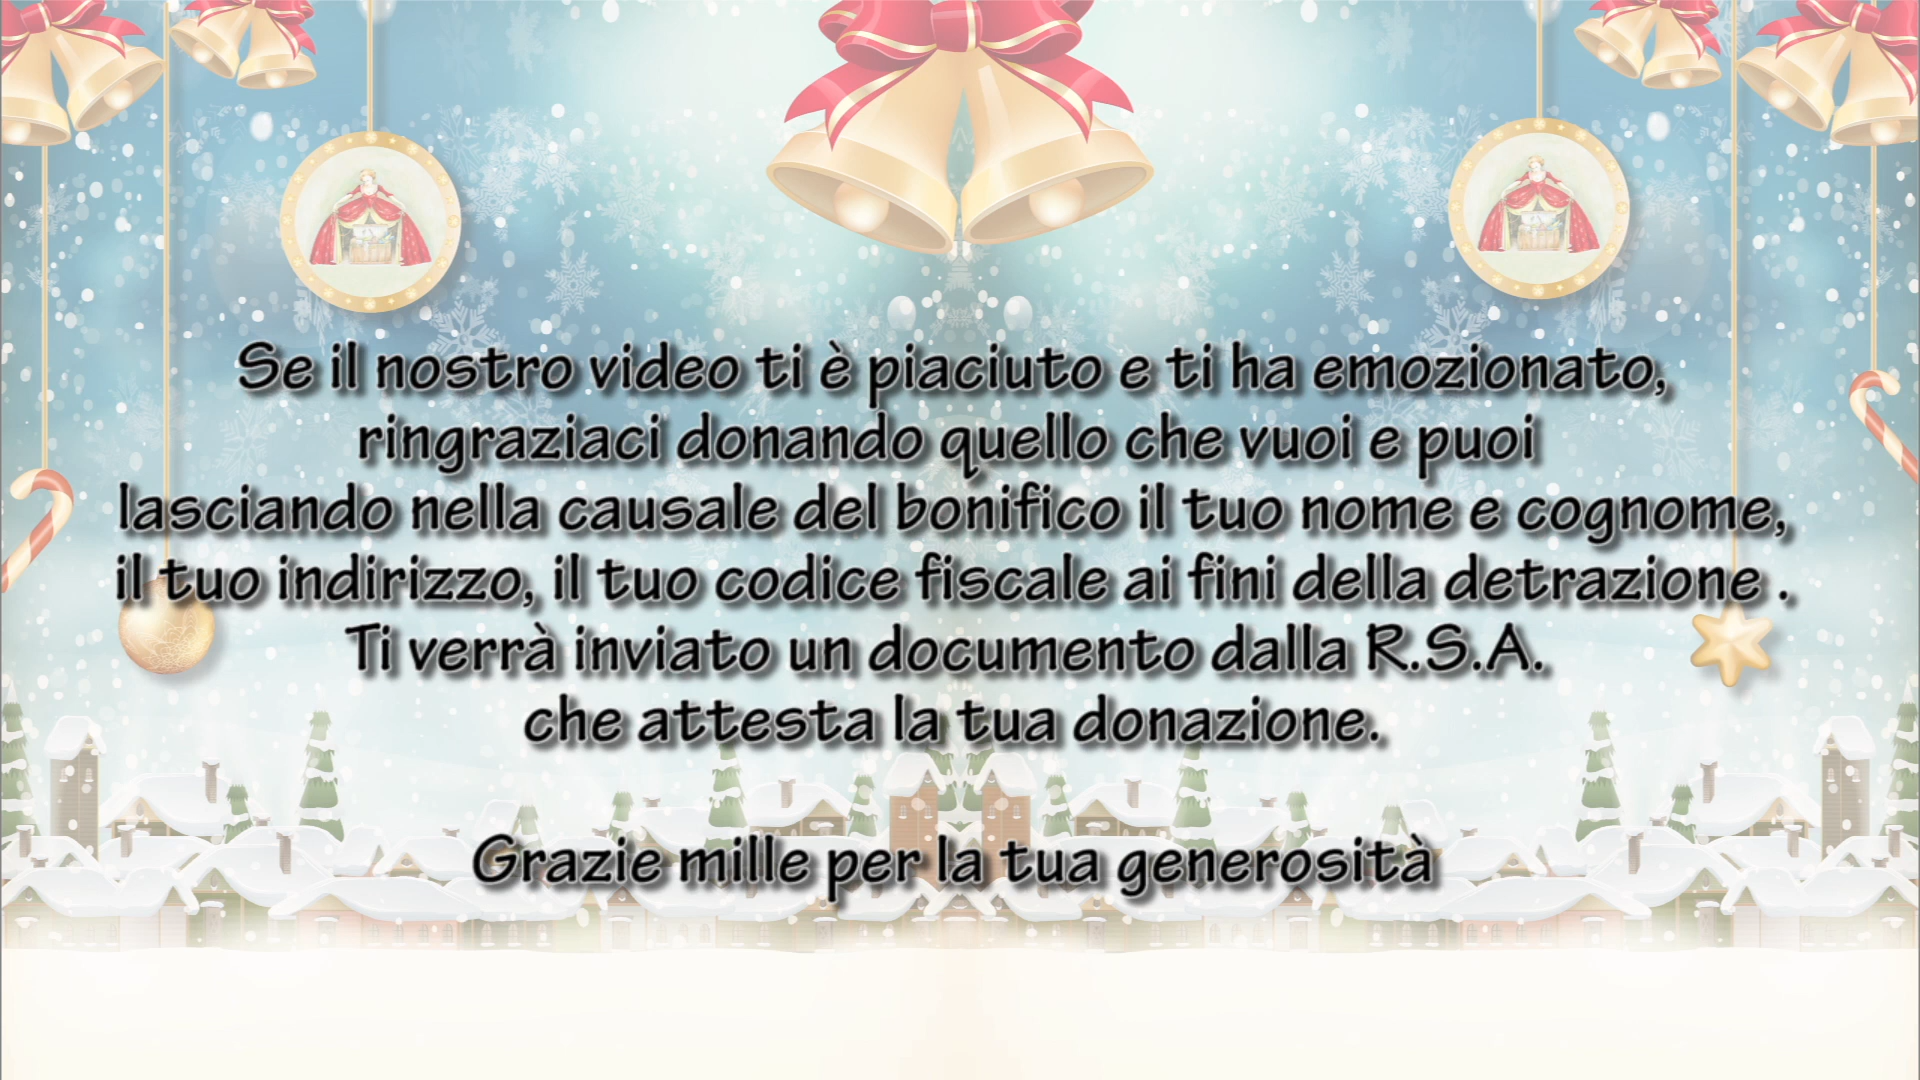 Se il nostro video ti è piaciuto e ti ha emozionato,
ringraziaci donando quello che vuoi e puoi
lasciando nella causale del bonifico il tuo nome e cognome,
il tuo indirizzo, il tuo codice fiscale ai fini della detrazione .
Ti verrà inviato un documento dalla R.S.A.
che attesta la tua donazione.
Grazie mille per la tua generosità